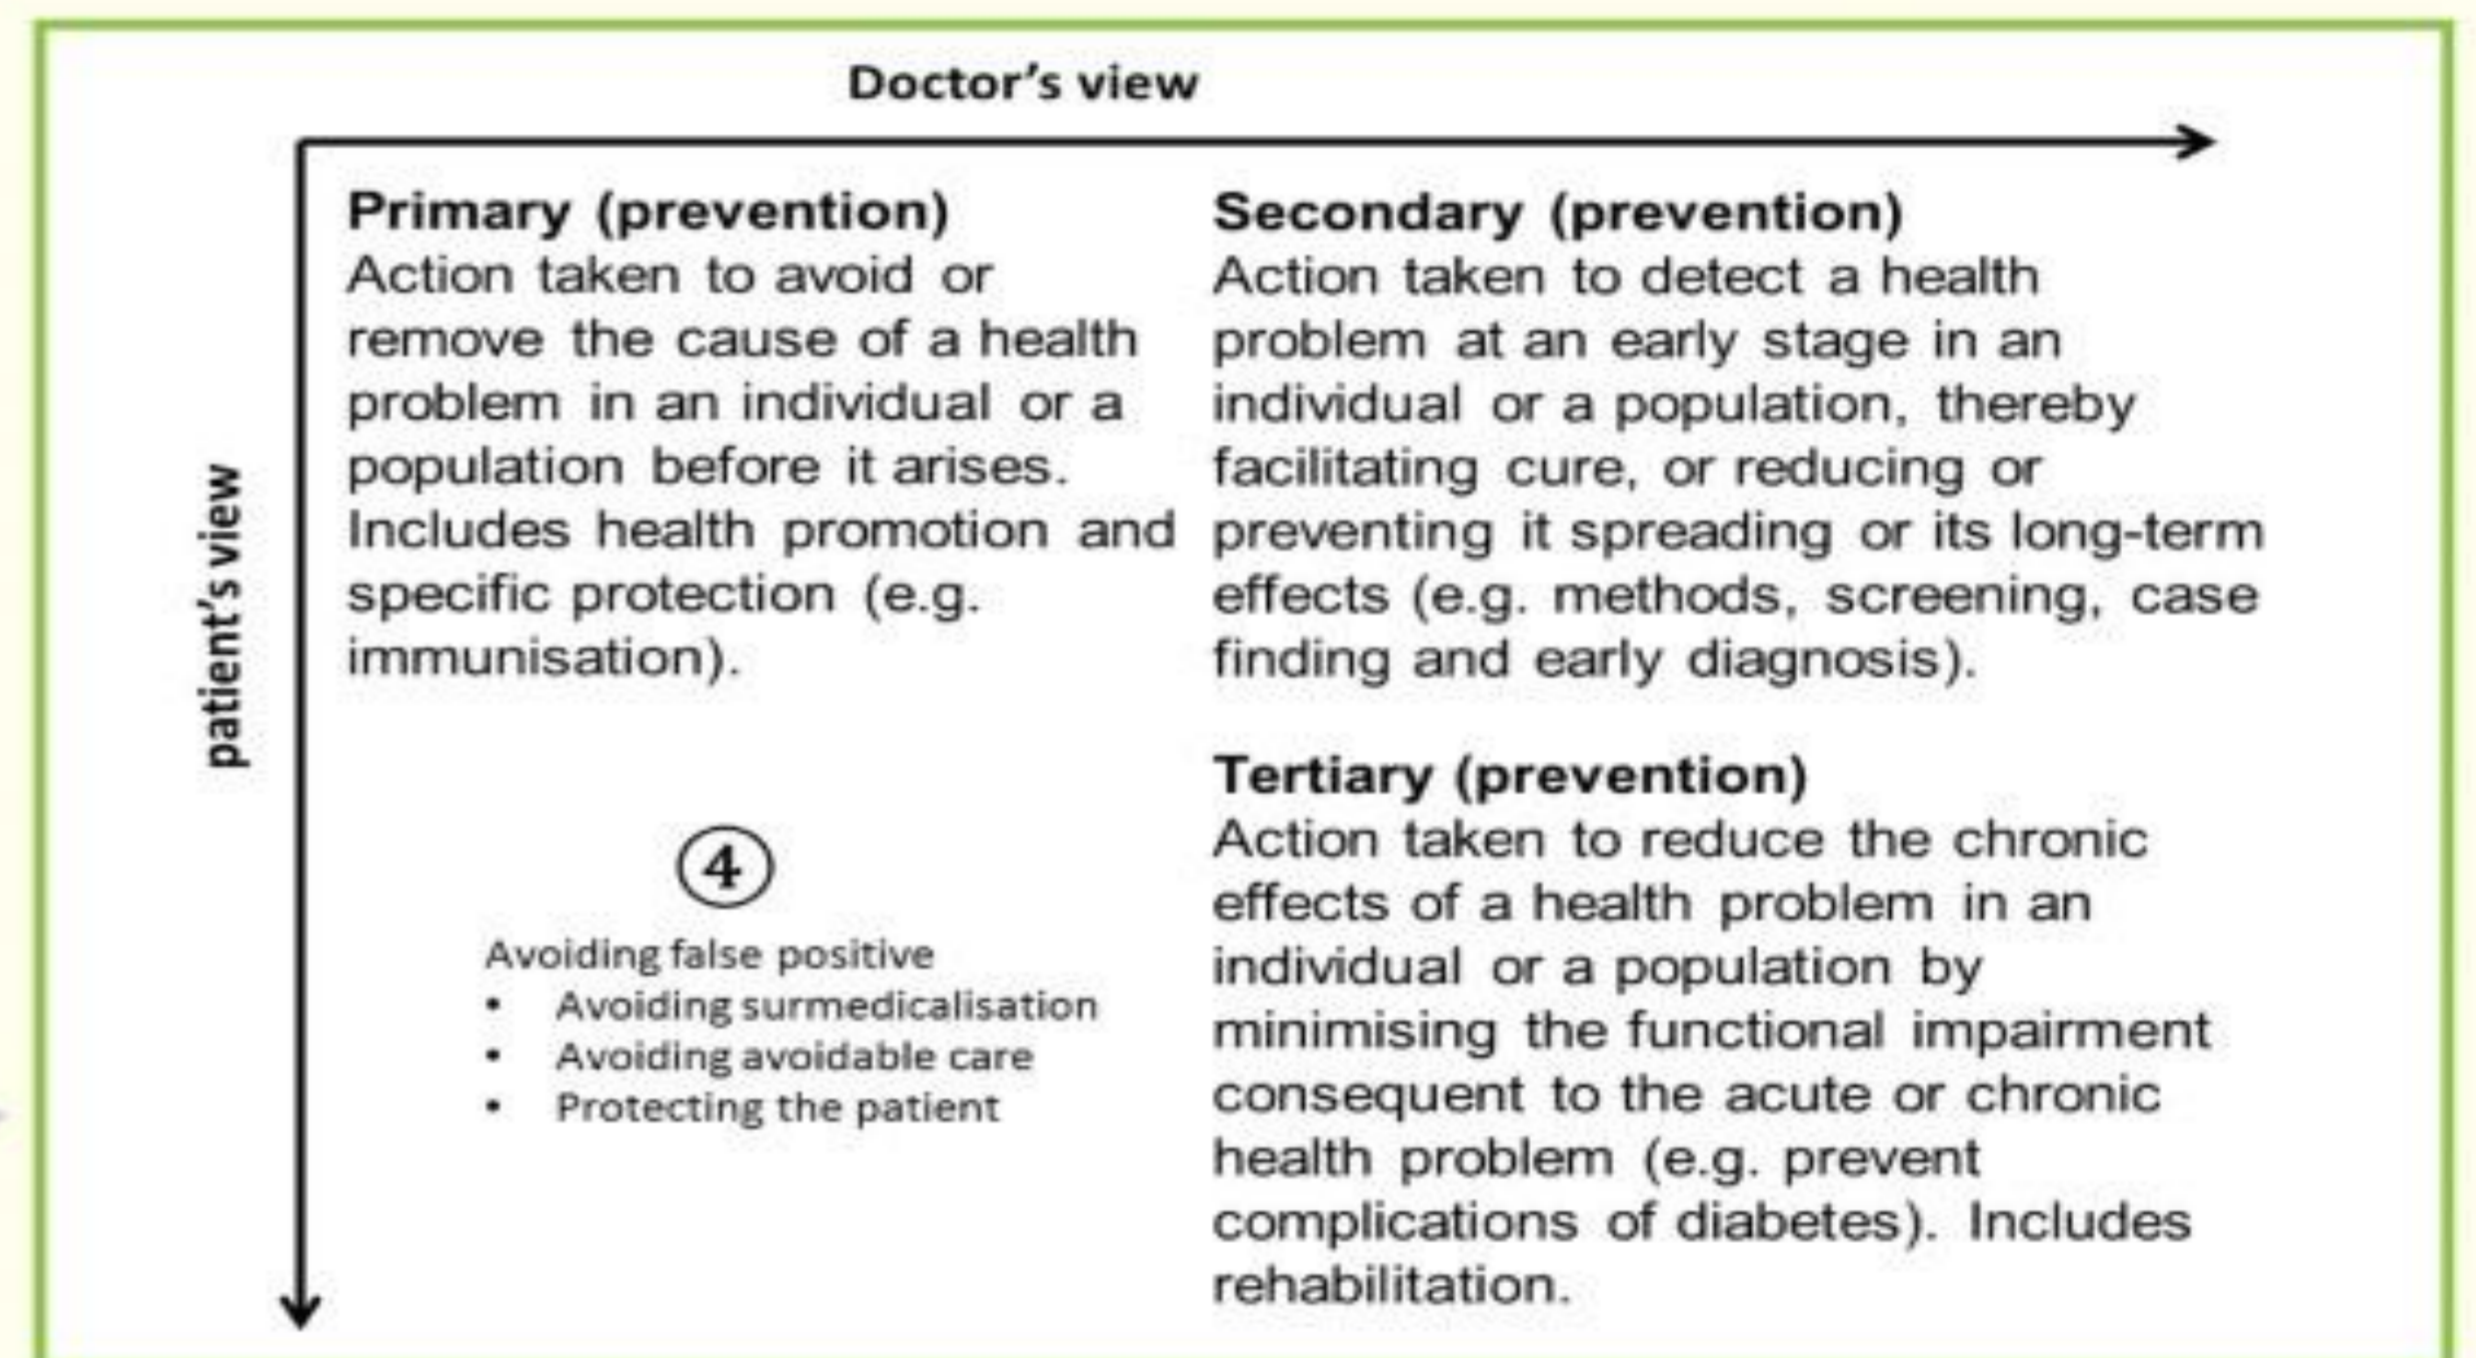 Doctor's view
patient's view
Primary (prevention)
Action taken to avoid or
remove the cause of a health
problem in an individual or a
population before it arises.
Includes health promotion and
specific protection (e.g.
immunisation).
Secondary (prevention)
Action taken to detect a health
problem at an early stage in an
individual or a population, thereby
facilitating cure, or reducing or
preventing it spreading or its long-term
effects (e.g. methods, screening, case
finding and early diagnosis).
4
Avoiding false positive
• Avoiding surmedicalisation
• Avoiding avoidable care
• Protecting the patient
Tertiary (prevention)
Action taken to reduce the chronic
effects of a health problem in an
individual or a population by
minimising the functional impairment
consequent to the acute or chronic
health problem (e.g. prevent
complications of diabetes). Includes
rehabilitation.